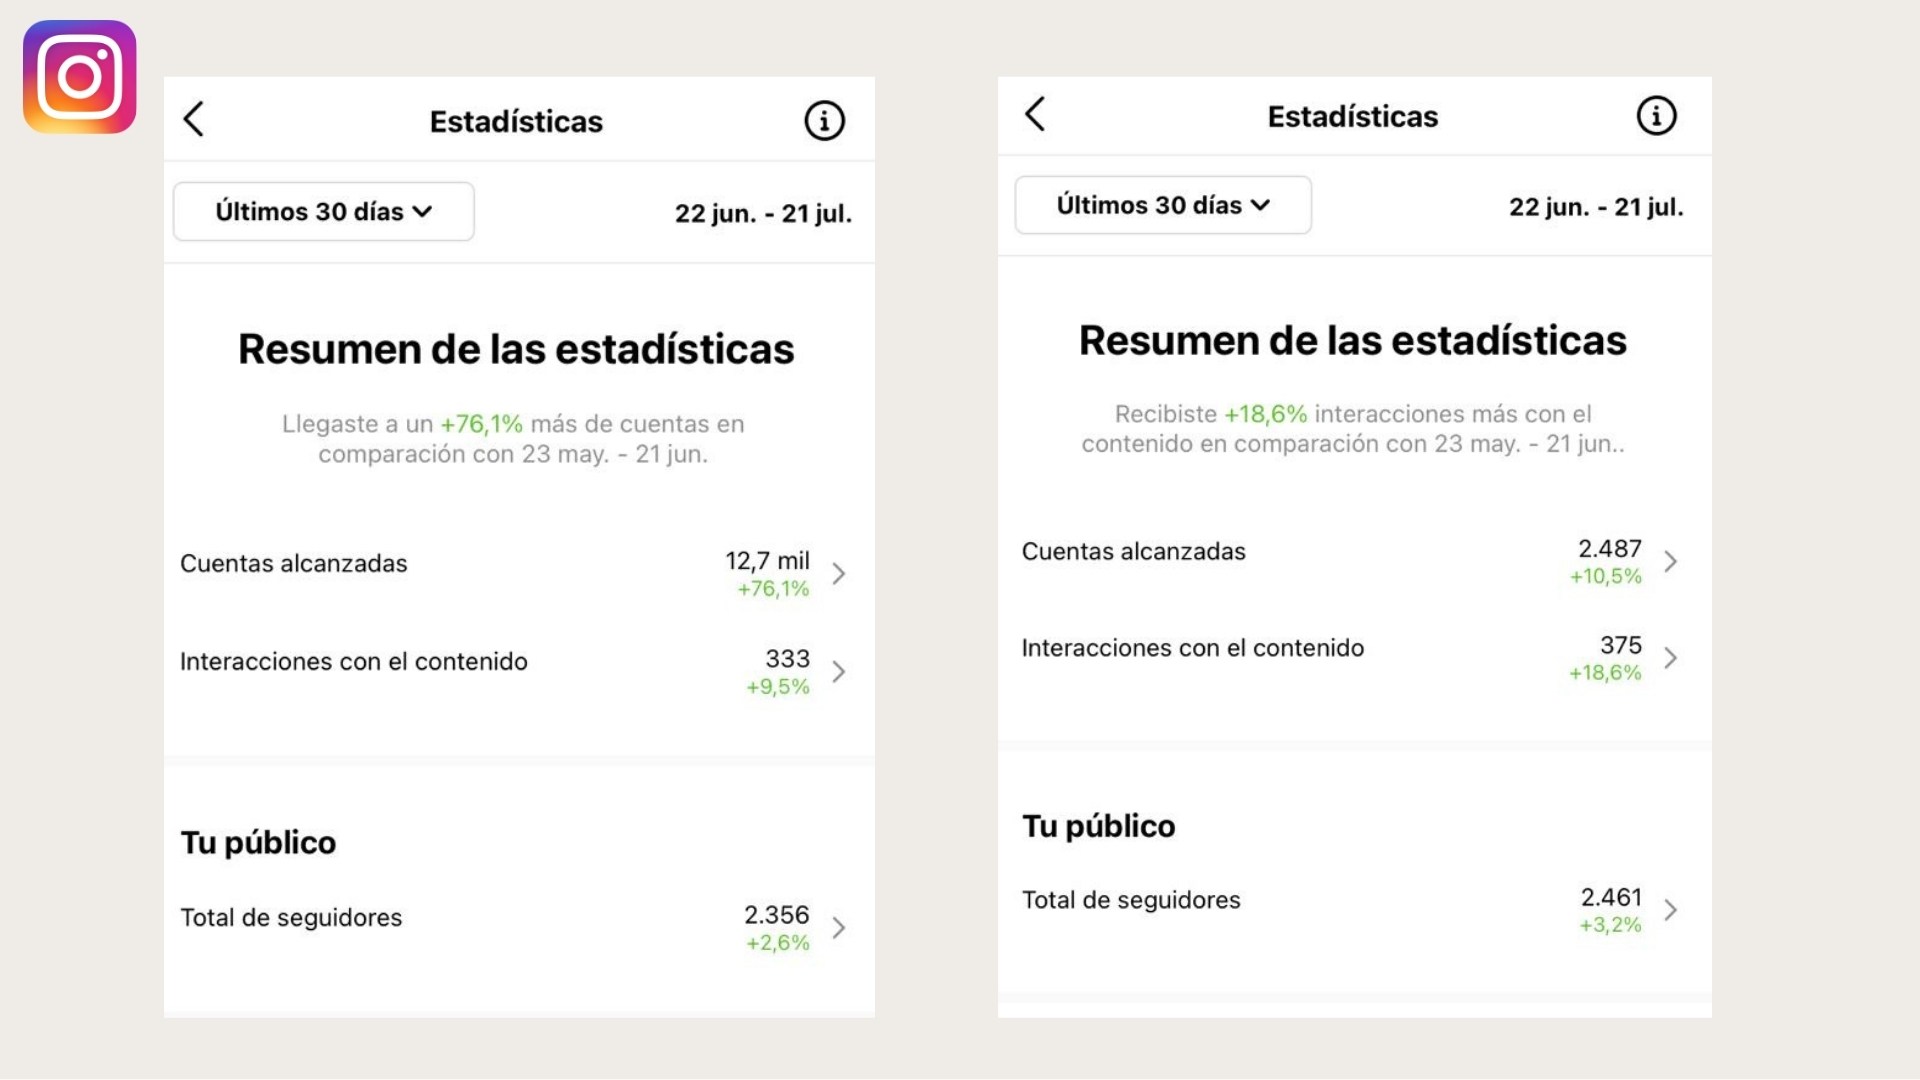 Estadísticas
Últimos 30 días
22 jun. - 21 jul.
Resumen de las estadísticas
Llegaste a un +76,1% más de cuentas en
comparación con 23 may. - 21 jun.
Cuentas alcanzadas
12,7 mil
+76,1%
Interacciones con el contenido
333
+9,5%
Tu público
Total de seguidores
2.356
+2,6%
Estadísticas
Últimos 30 días
22 jun. - 21 jul.
Resumen de las estadísticas
Recibiste +18,6% interacciones más con el
contenido en comparación con 23 may. - 21 jun..
Cuentas alcanzadas
2.487
+10,5%
Interacciones con el contenido
375
+18,6%
Tu público
Total de seguidores
2.461
+3,2%